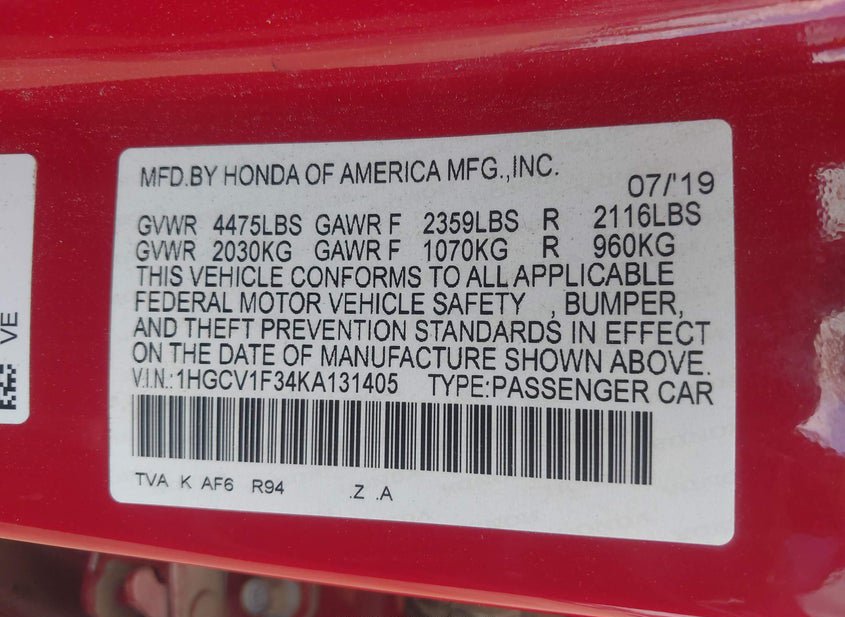 MFD.BY HONDA OF AMERICA MFG.,INC.
07/'19
GVWR 4475LBS GAWR F 2359LBS R 2116LBS
GVWR 2030KG GAWR F 1070KG R 960KG
THIS VEHICLE CONFORMS TO ALL APPLICABLE
FEDERAL MOTOR VEHICLE SAFETY , BUMPER,
AND THEFT PREVENTION STANDARDS IN EFFECT
ON THE DATE OF MANUFACTURE SHOWN ABOVE.
V.I.N.:1HGCV1F34KA131405 TYPE:PASSENGER CAR
TVA K AF6 R94 .Z .A
VE